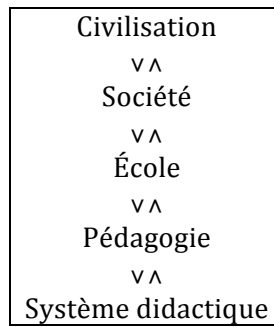 Civilisation
∨∧
Société
∨∧
École
∨∧
Pédagogie
∨∧
Système didactique